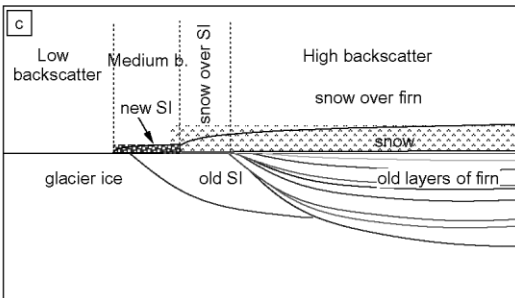 c
Low
backscatter
Medium b.
snow over SI
High backscatter
snow over firn
new SI
snow
glacier ice
old SI
old layers of firn